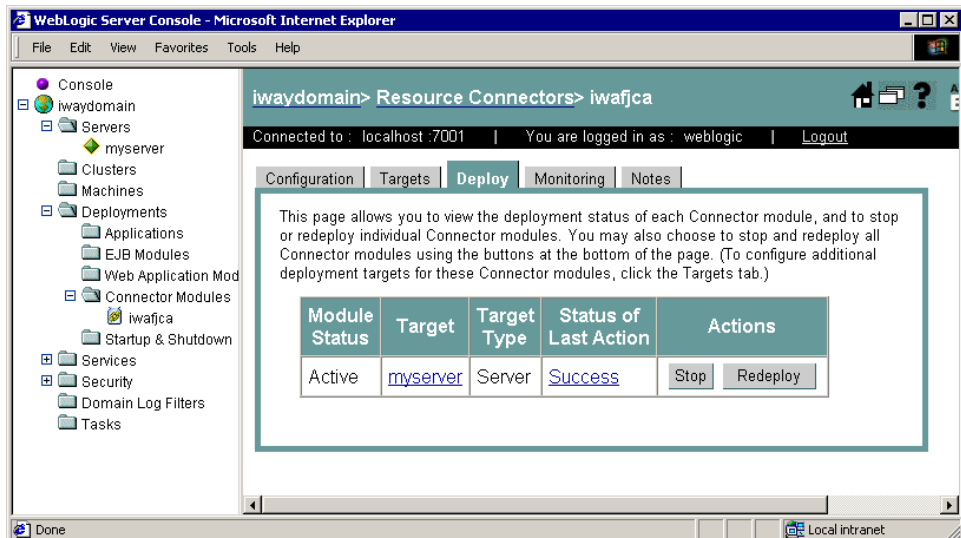 WebLogic Server Console - Microsoft Internet Explorer
File Edit View Favorites Tools Help
Console
iwaydomain
Servers
myserver
Clusters
Machines
Deployments
Applications
EJB Modules
Web Application Mod
Connector Modules
iwafjca
Startup & Shutdown
Services
Security
Domain Log Filters
Tasks
iwaydomain> Resource Connectors> iwafjca
Connected to : localhost :7001 | You are logged in as : weblogic | Logout
Configuration Targets Deploy Monitoring Notes
This page allows you to view the deployment status of each Connector module, and to stop
or redeploy individual Connector modules. You may also choose to stop and redeploy all
Connector modules using the buttons at the bottom of the page. (To configure additional
deployment targets for these Connector modules, click the Targets tab.)
Module Status Target Target Type Status of Last Action Actions
Active myserver Server Success Stop Redeploy
Done
Local intranet